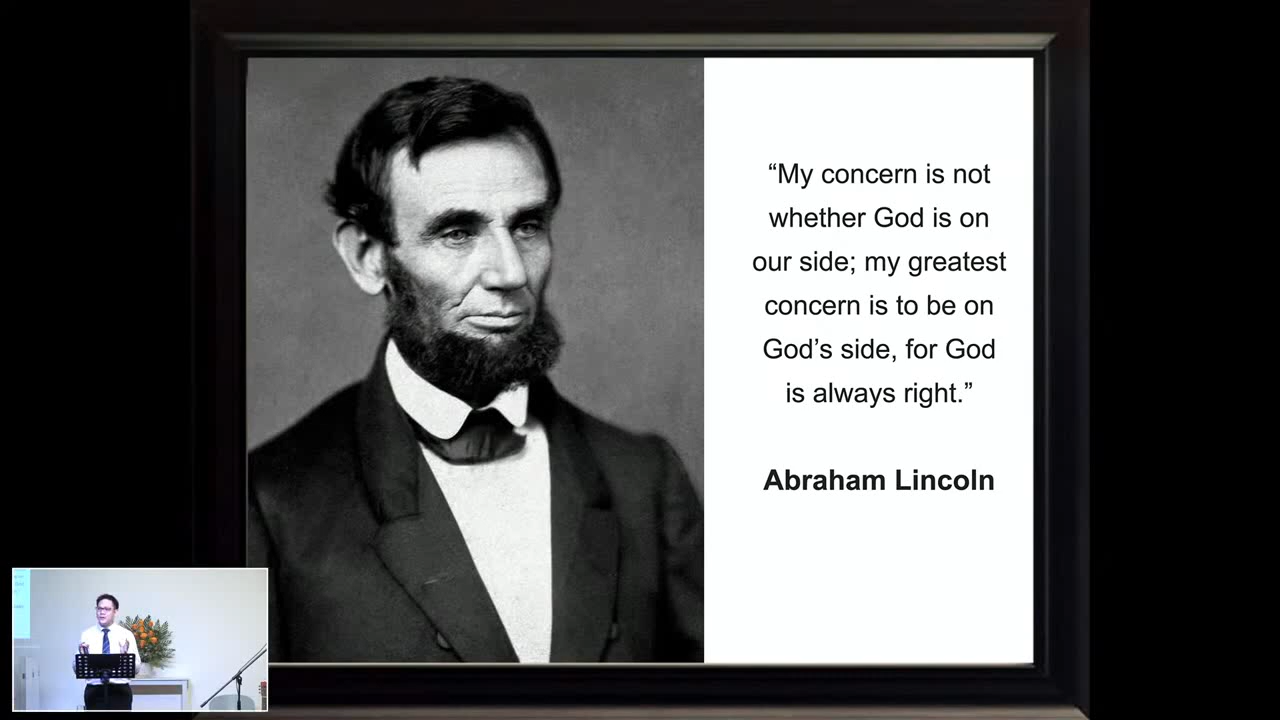 “My concern is not
whether God is on
our side; my greatest
concern is to be on
God’s side, for God
is always right.”
Abraham Lincoln